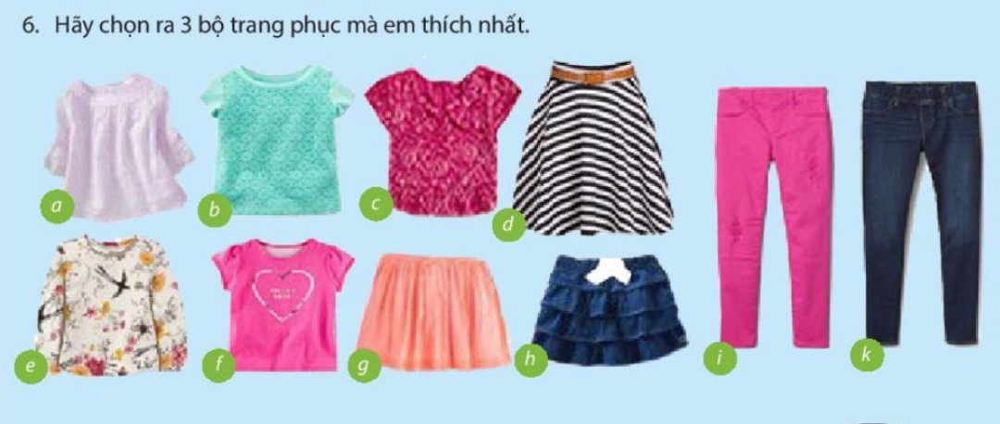 6. Hãy chọn ra 3 bộ trang phục mà em thích nhất.
a
b
c
d
e
f
g
h
i
k